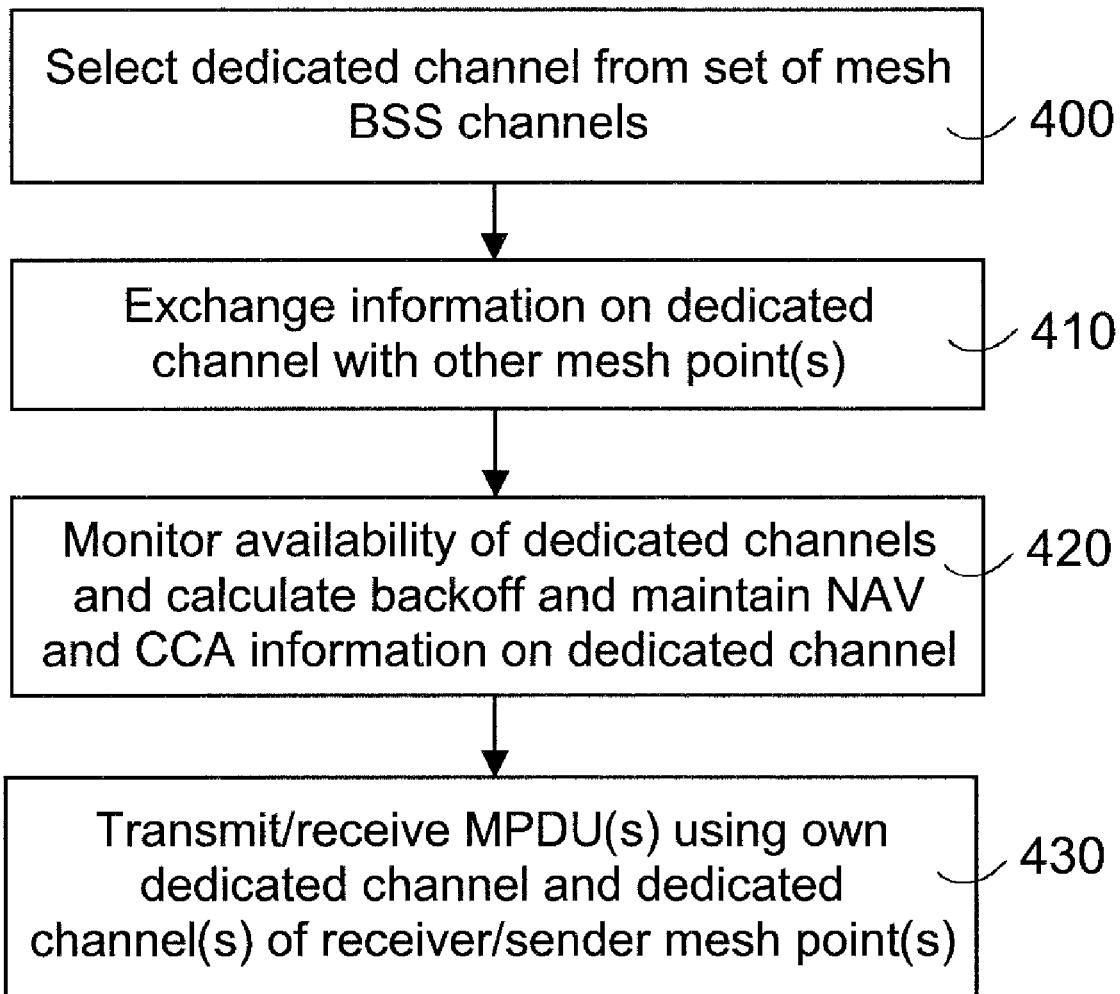 Select dedicated channel from set of mesh
BSS channels
400
Exchange information on dedicated
channel with other mesh point(s)
410
Monitor availability of dedicated channels
and calculate backoff and maintain NAV
and CCA information on dedicated channel
420
Transmit/receive MPDU(s) using own
dedicated channel and dedicated
channel(s) of receiver/sender mesh point(s)
430